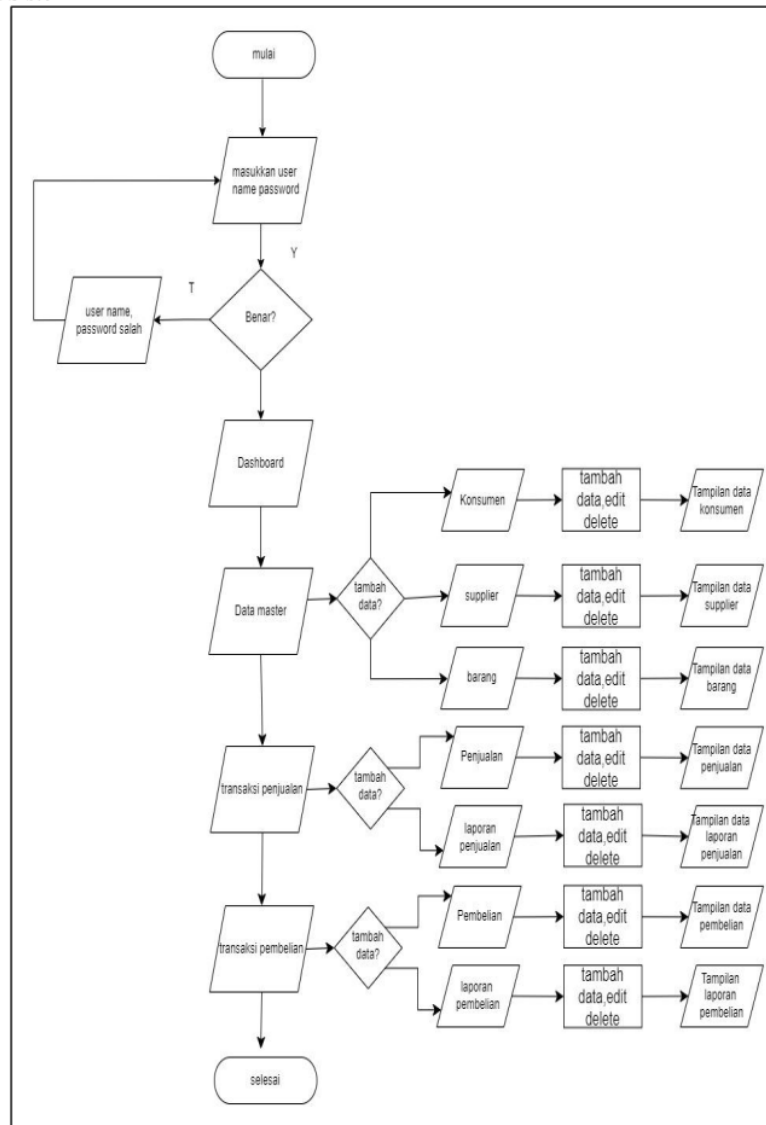 mulai
masukkan user
name password
Y
T
user name,
password salah
Benar?
Dashboard
Konsumen
tambah
data,edit
delete
Tampilan data
konsumen
Data master
tambah
data?
supplier
tambah
data,edit
delete
Tampilan data
supplier
barang
tambah
data,edit
delete
Tampilan data
barang
transaksi penjualan
tambah
data?
Penjualan
tambah
data,edit
delete
Tampilan data
penjualan
laporan
penjualan
tambah
data,edit
delete
Tampilan data
laporan
penjualan
transaksi pembelian
tambah
data?
Pembelian
tambah
data,edit
delete
Tampilan data
pembelian
laporan
pembelian
tambah
data,edit
delete
Tampilan
laporan
pembelian
selesai